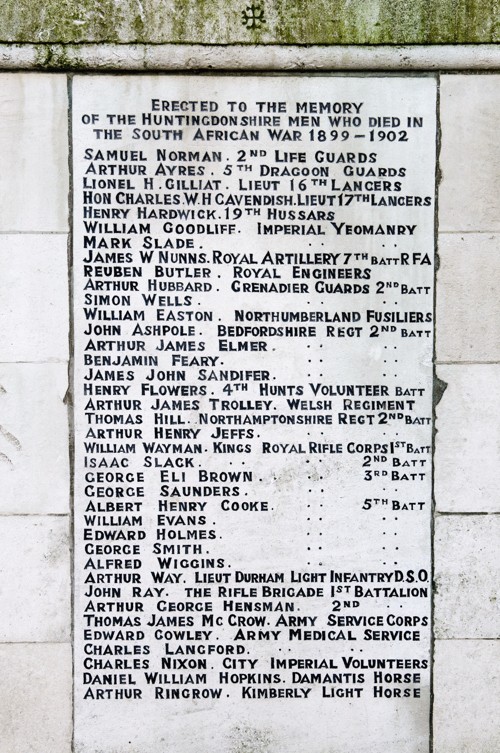 ERECTED TO THE MEMORY
OF THE HUNTINGDONSHIRE MEN WHO DIED IN
THE SOUTH AFRICAN WAR 1899-1902
SAMUEL NORMAN. 2ND LIFE GUARDS
ARTHUR AYRES. 5TH DRAGOON GUARDS
LIONEL H. GILLIAT. LIEUT 16TH LANCERS
HON CHARLES.W.H CAVENDISH.LIEUT 17TH LANCERS
HENRY HARDWICK. 19TH HUSSARS
WILLIAM GOODLIFF. IMPERIAL YEOMANRY
MARK SLADE. .. ..
JAMES W NUNNS. ROYAL ARTILLERY 7TH BATT RFA
REUBEN BUTLER. ROYAL ENGINEERS
ARTHUR HUBBARD. GRENADIER GUARDS 2ND BATT
SIMON WELLS. .. ..
WILLIAM EASTON. NORTHUMBERLAND FUSILIERS
JOHN ASHPOLE. BEDFORDSHIRE REGT 2ND BATT
ARTHUR JAMES ELMER. .. ..
BENJAMIN FEARY. .. ..
JAMES JOHN SANDIFER. .. ..
HENRY FLOWERS. 4TH HUNTS VOLUNTEER BATT
ARTHUR JAMES TROLLEY. WELSH REGIMENT
THOMAS HILL. NORTHAMPTONSHIRE REGT 2ND BATT
ARTHUR HENRY JEFFS. .. ..
WILLIAM WAYMAN. KINGS ROYAL RIFLE CORPS 1ST BATT
ISAAC SLACK. .. .. 2ND BATT
GEORGE ELI BROWN. .. 3RD BATT
GEORGE SAUNDERS. .. ..
ALBERT HENRY COOKE. .. 5TH BATT
WILLIAM EVANS. .. ..
EDWARD HOLMES. .. ..
GEORGE SMITH. .. ..
ALFRED WIGGINS. .. ..
ARTHUR WAY. LIEUT DURHAM LIGHT INFANTRY D.S.O.
JOHN RAY. THE RIFLE BRIGADE 1ST BATTALION
ARTHUR GEORGE HENSMAN. 2ND ..
THOMAS JAMES MC CROW. ARMY SERVICE CORPS
EDWARD GOWLEY. ARMY MEDICAL SERVICE
CHARLES LANGFORD. .. .. ..
CHARLES NIXON. CITY IMPERIAL VOLUNTEERS
DANIEL WILLIAM HOPKINS. DAMANTIS HORSE
ARTHUR RINGROW. KIMBERLY LIGHT HORSE